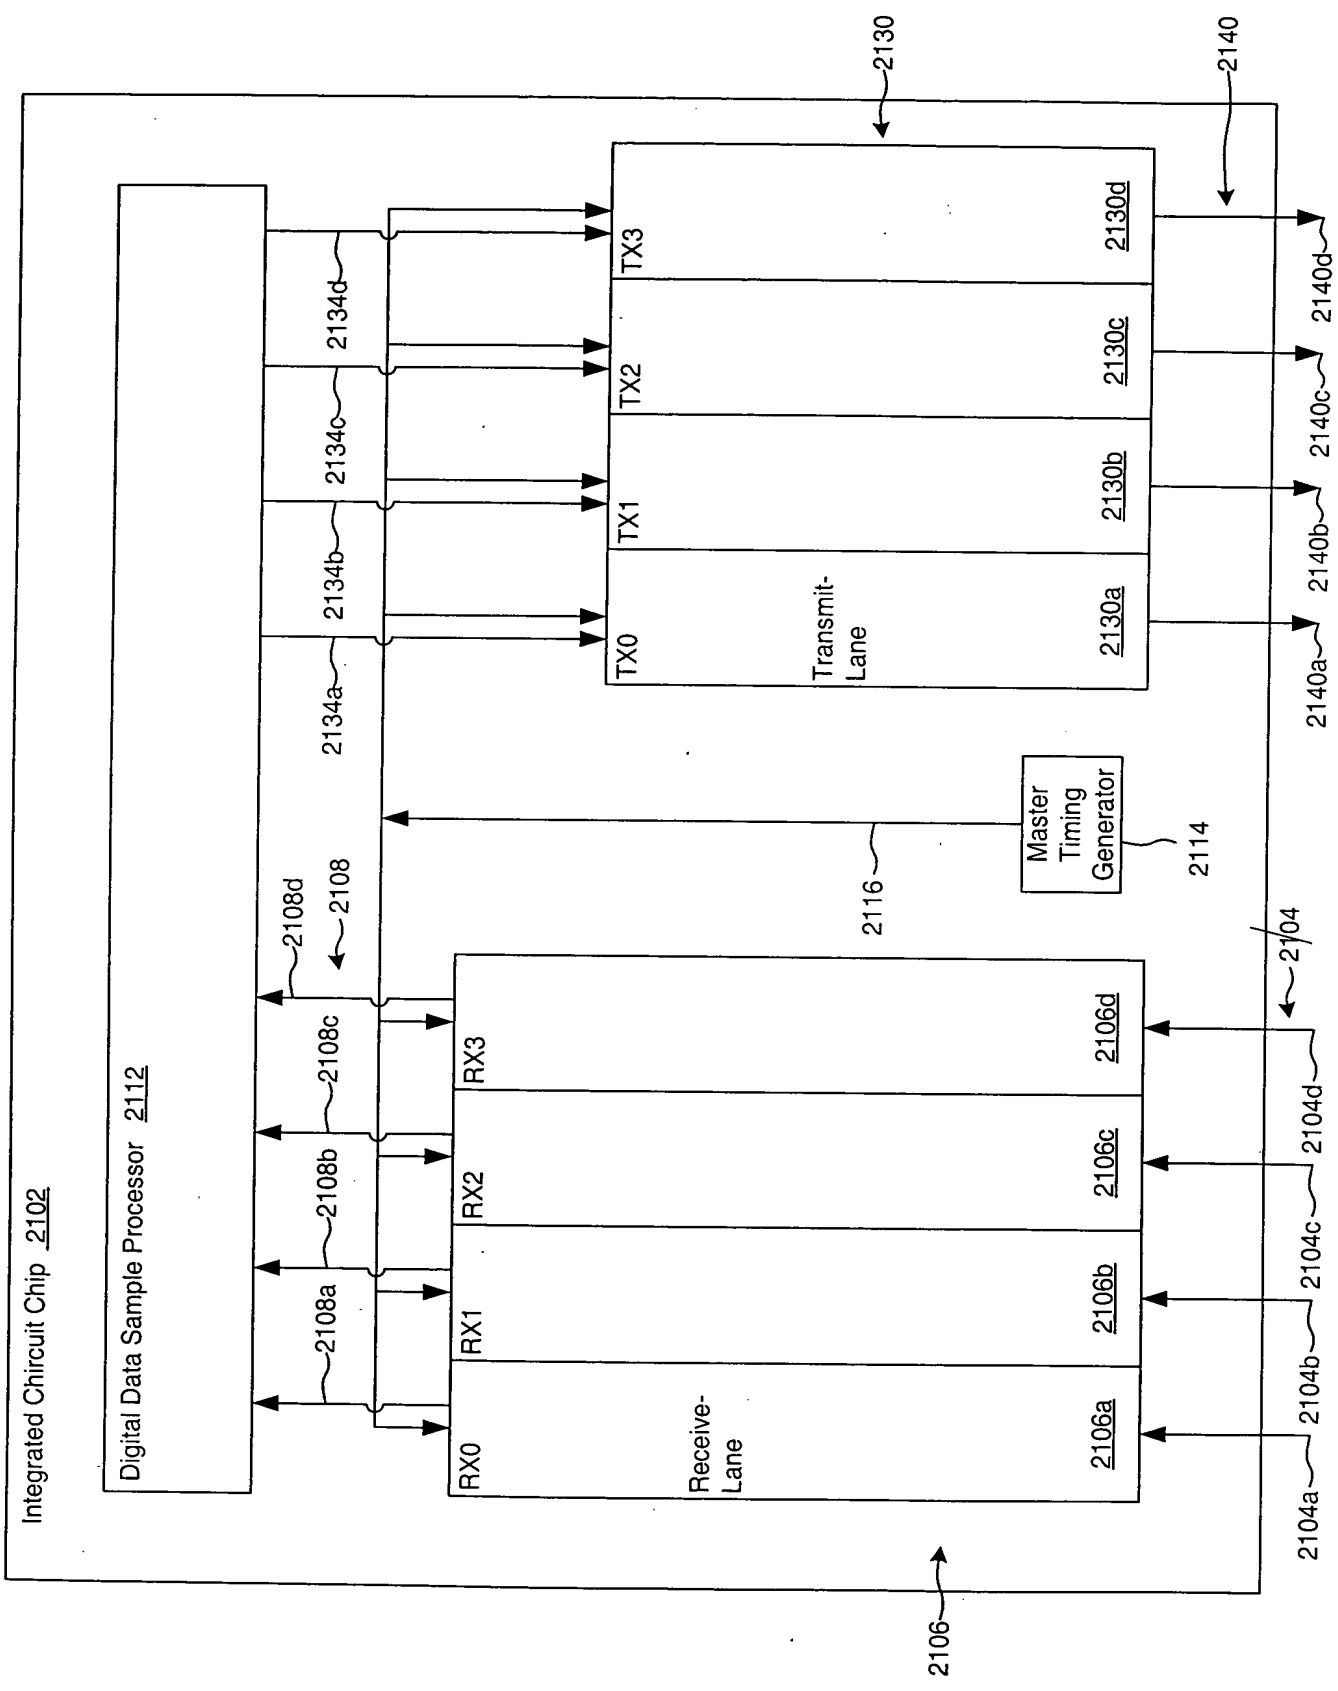 Integrated Chircuit Chip 2102
Digital Data Sample Processor 2112
2108a
2108b
2108c
2108d
2108
2134a
2134b
2134c
2134d
RX0
RX1
RX2
RX3
Receive-
Lane
2106a
2106b
2106c
2106d
2106
TX0
TX1
TX2
TX3
Transmit-
Lane
2130a
2130b
2130c
2130d
2130
2116
Master
Timing
Generator
2114
2104a
2104b
2104c
2104d
2104
2140a
2140b
2140c
2140d
2140